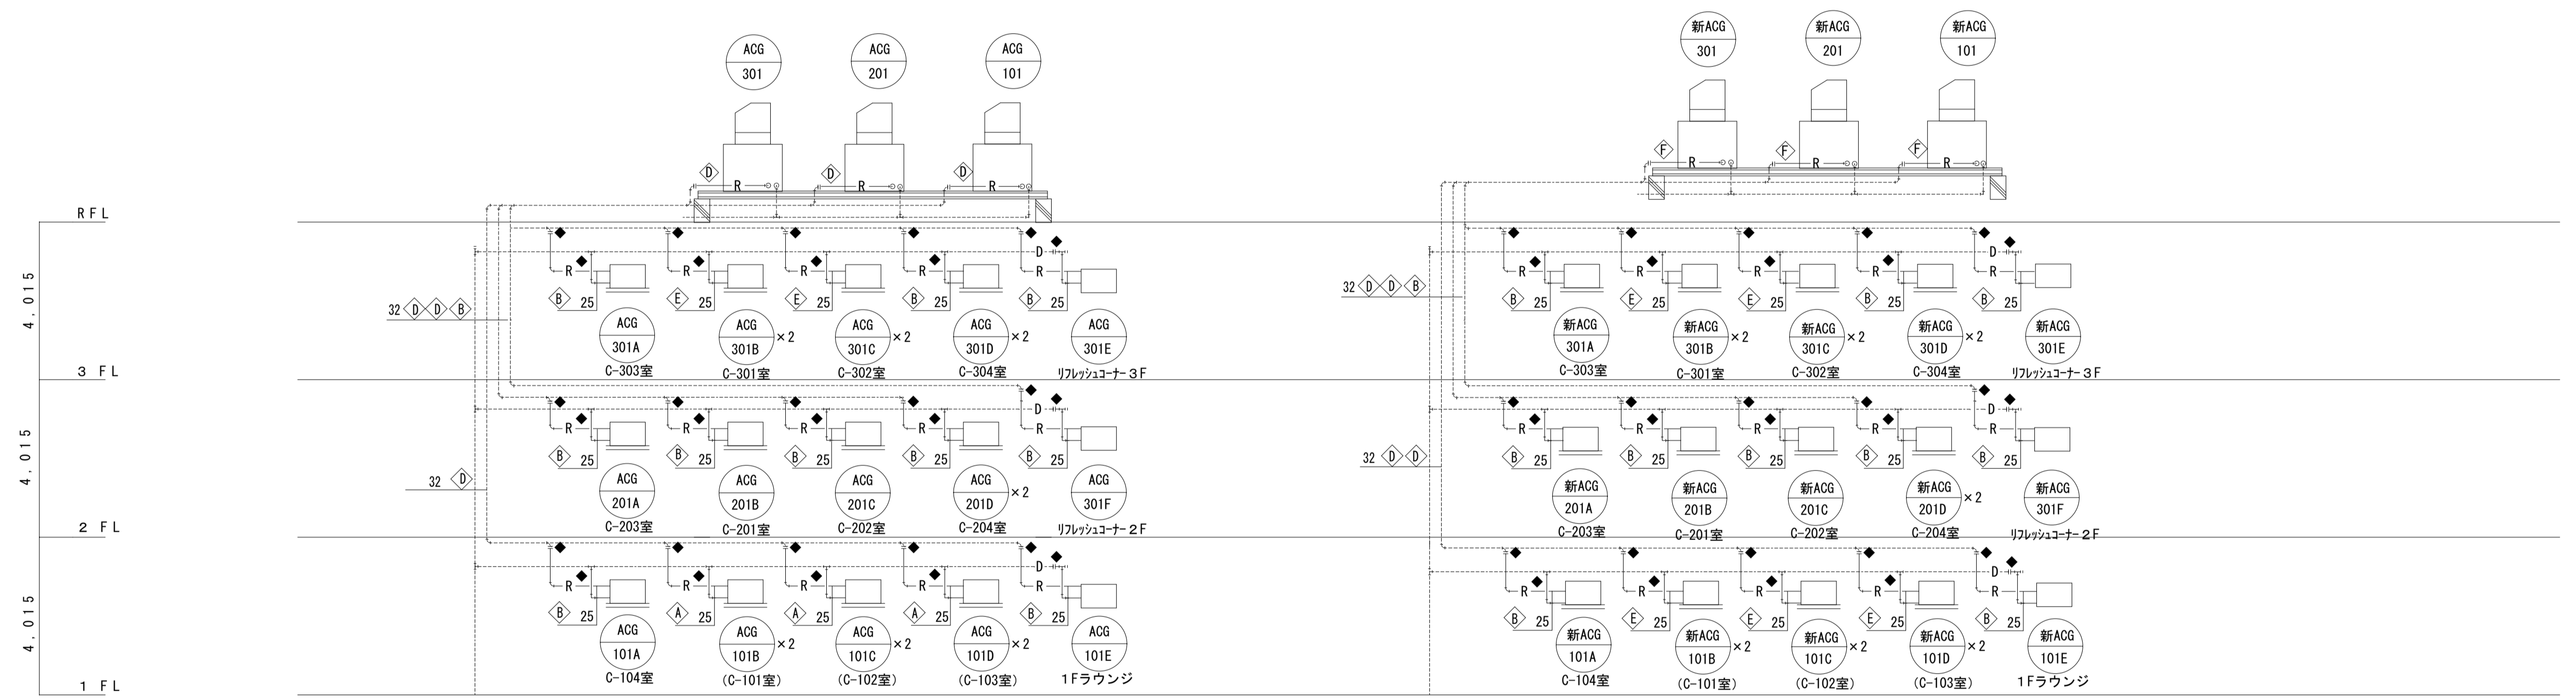 新ACG 新ACG 新ACG
301 201 101
ACG ACG ACG
301 201 101
F F F
R R R
D D D
R R R
RFL
D D
R R R R R R R R R R
4,015
32 D D B
B 25 E 25 E 25 B 25 B 25
32 D D B
B 25 E 25 E 25 B 25 B 25
ACG ACG ACG ACG ACG
301A 301B ×2 301C ×2 301D ×2 301E
C-303室 C-301室 C-302室 C-304室 リフレッシュコーナー3F
新ACG 新ACG 新ACG 新ACG 新ACG
301A 301B ×2 301C ×2 301D ×2 301E
C-303室 C-301室 C-302室 C-304室 リフレッシュコーナー3F
3 FL
D D
R R R R R R R R R R
4,015
32 D
B 25 B 25 B 25 B 25 B 25
32 D D
B 25 B 25 B 25 B 25 B 25
ACG ACG ACG ACG ACG
201A 201B 201C 201D ×2 301F
C-203室 C-201室 C-202室 C-204室 リフレッシュコーナー2F
新ACG 新ACG 新ACG 新ACG 新ACG
201A 201B 201C 201D ×2 301F
C-203室 C-201室 C-202室 C-204室 リフレッシュコーナー2F
2 FL
D D
R R R R R R R R R R
4,015
B 25 A 25 A 25 A 25 B 25
B 25 E 25 E 25 E 25 B 25
ACG ACG ACG ACG ACG
101A 101B ×2 101C ×2 101D ×2 101E
C-104室 (C-101室) (C-102室) (C-103室) 1Fラウンジ
新ACG 新ACG 新ACG 新ACG 新ACG
101A 101B ×2 101C ×2 101D ×2 101E
C-104室 (C-101室) (C-102室) (C-103室) 1Fラウンジ
1 FL